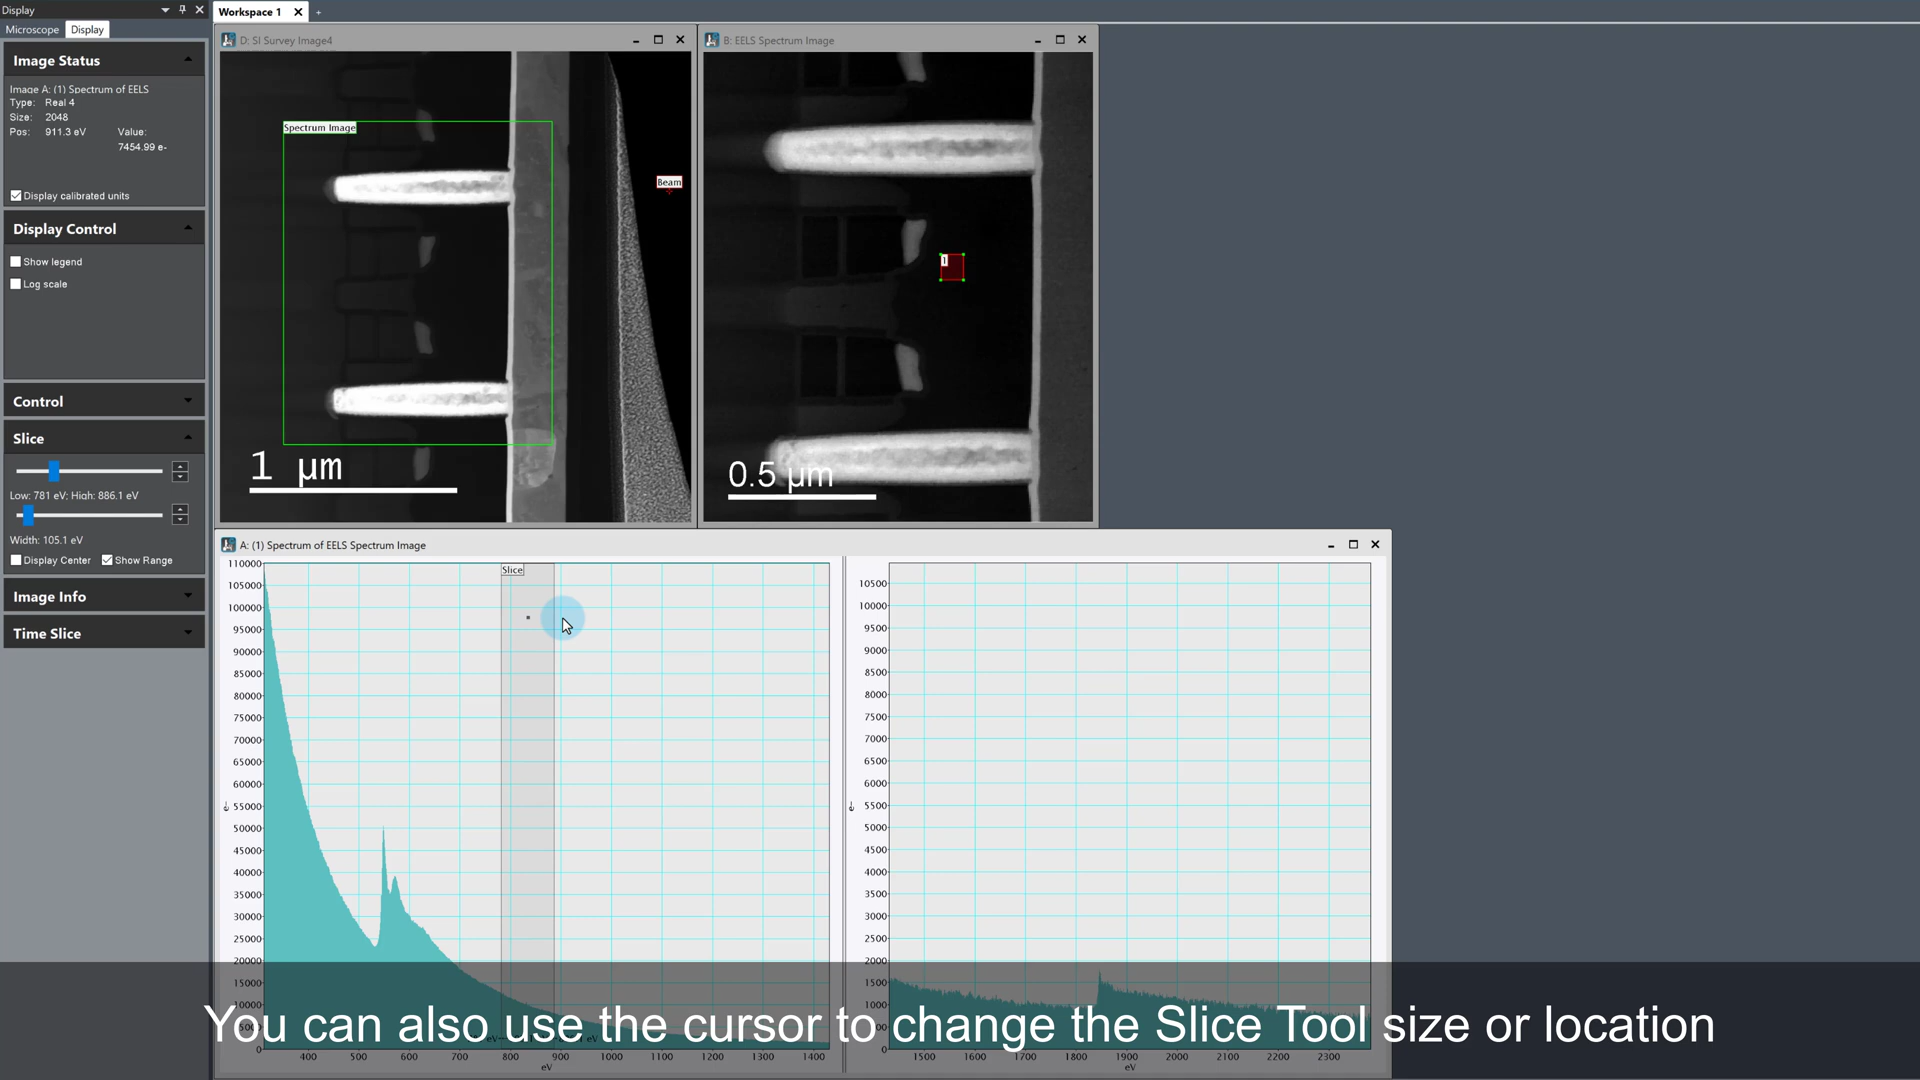 Display
Microscope
Display
Workspace 1
Image Status
Image A: (1) Spectrum of EELS
Type: Real 4
Size: 2048
Pos: 911.3 eV Value:
7454.99 e-
Display calibrated units
Display Control
Show legend
Log scale
Control
Slice
Low: 781 eV; High: 886.1 eV
Width: 105.1 eV
Display Center Show Range
Image Info
Time Slice
D: SI Survey Image4
Spectrum Image
Beam
1 µm
B: EELS Spectrum Image
1
0.5 µm
A: (1) Spectrum of EELS Spectrum Image
Slice
110000
105000
100000
95000
90000
85000
80000
75000
70000
65000
60000
55000
50000
45000
40000
35000
30000
25000
20000
15000
10000
0
e-
400 500 600 700 800 900 1000 1100 1200 1300 1400
eV
10500
10000
9500
9000
8500
8000
7500
7000
6500
6000
5500
5000
4500
4000
3500
3000
2500
2000
1500
1000
500
0
e-
1500 1600 1700 1800 1900 2000 2100 2200 2300
eV
You can also use the cursor to change the Slice Tool size or location